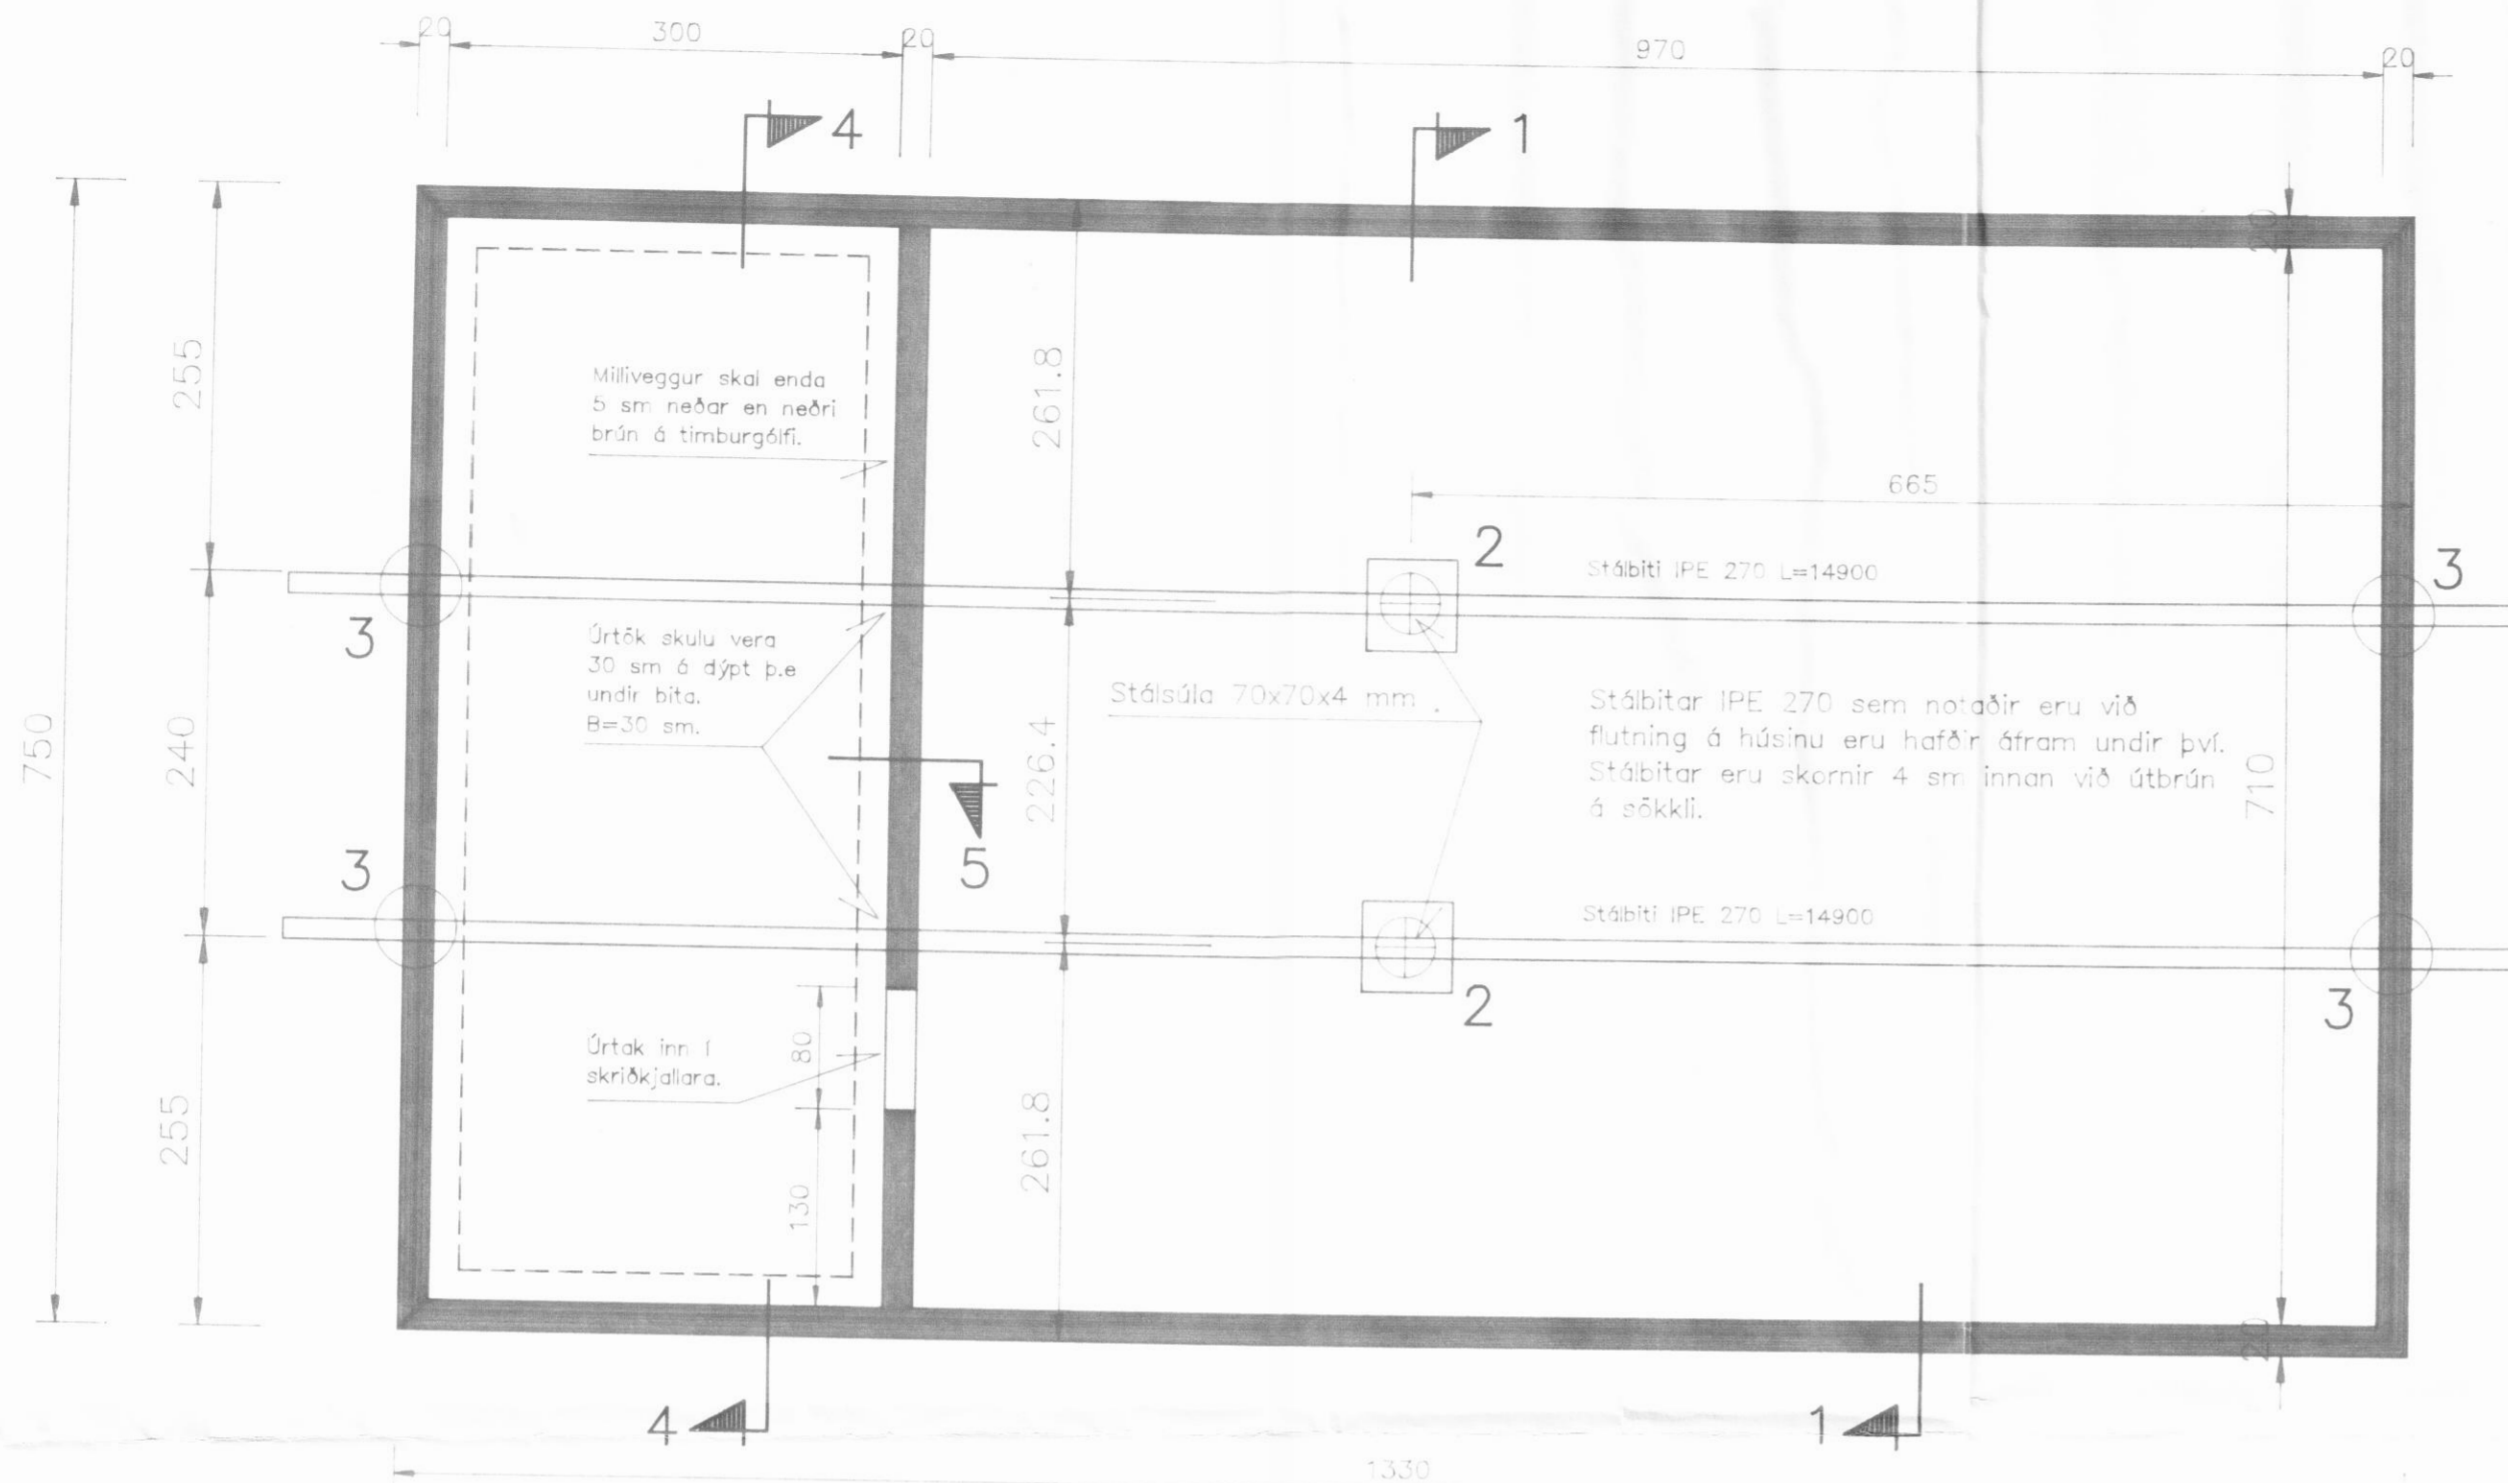 20
300
20
970
20
4
1
20
255
261.8
Milliveggur skal enda
5 sm neðar en neðri
brún á timburgólfi.
665
2
Stálbiti IPE 270 L=14900
3
3
Úrtök skulu vera
30 sm á dýpt þ.e
undir bita.
B=30 sm.
Stálsúla 70x70x4 mm .
Stálbitar IPE 270 sem notaðir eru við
flutning á húsinu eru hafðir áfram undir því.
Stálbitar eru skornir 4 sm innan við útbrún
á sökkli.
750
240
226.4
710
3
5
Stálbiti IPE 270 L=14900
2
3
Úrtak inn í
skriðkjallara.
80
255
261.8
130
20
4
1
1330